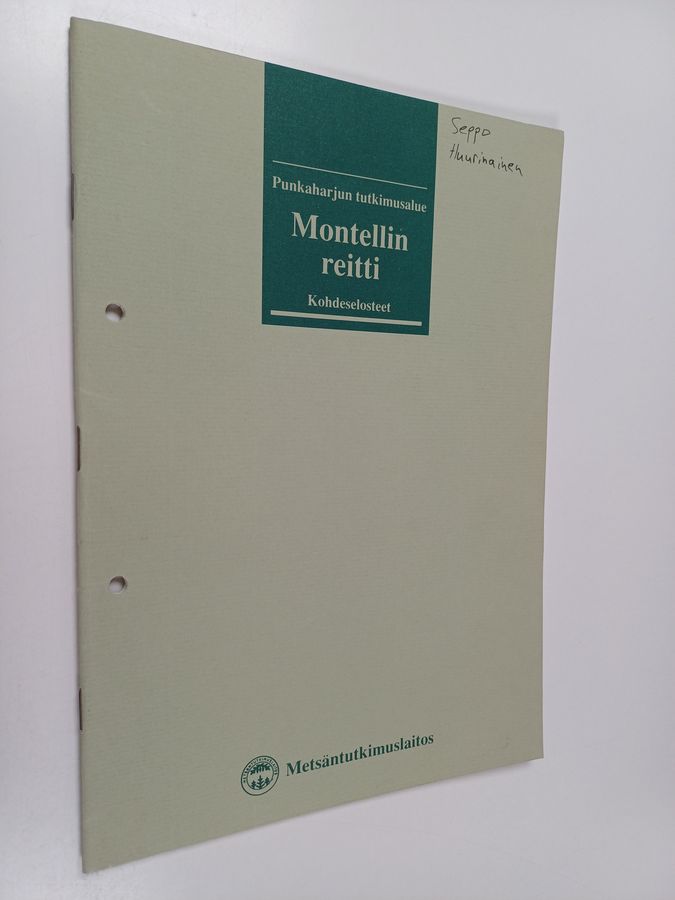 Seppo
Huurinainen
Punkaharjun tutkimusalue
Montellin
reitti
Kohdeselosteet
Metsäntutkimuslaitos